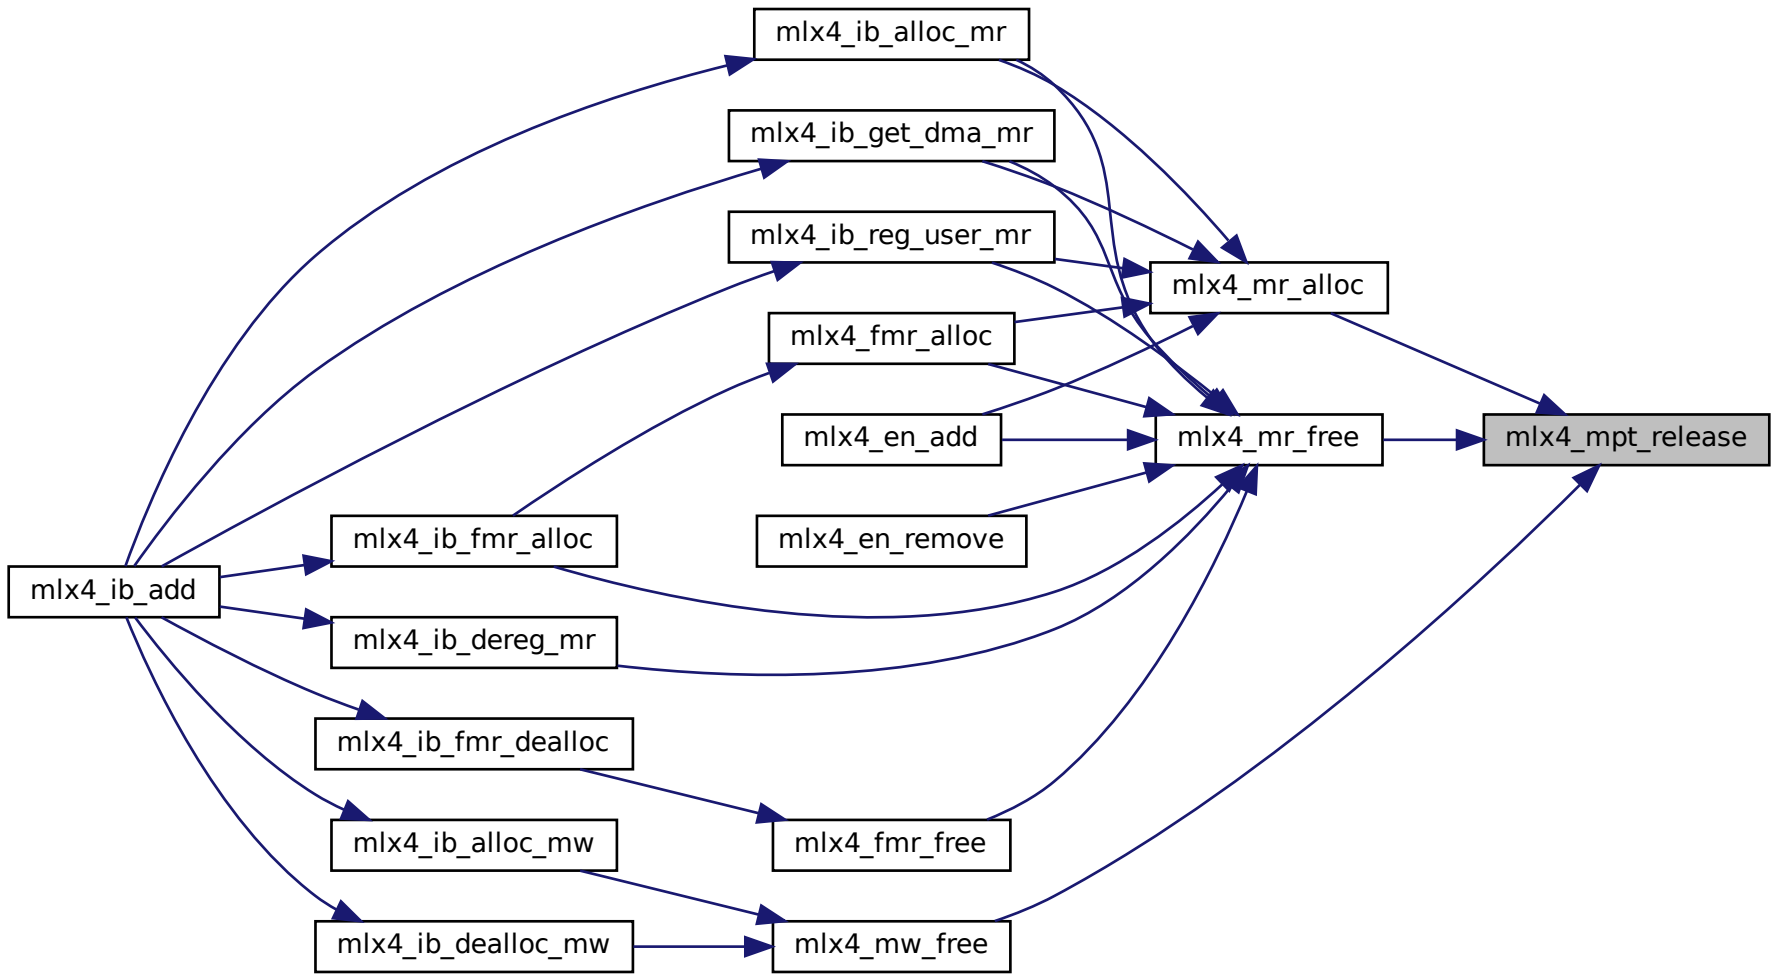 mlx4_ib_alloc_mr
mlx4_ib_get_dma_mr
mlx4_ib_reg_user_mr
mlx4_mr_alloc
mlx4_fmr_alloc
mlx4_en_add
mlx4_mr_free
mlx4_mpt_release
mlx4_ib_fmr_alloc
mlx4_en_remove
mlx4_ib_add
mlx4_ib_dereg_mr
mlx4_ib_fmr_dealloc
mlx4_ib_alloc_mw
mlx4_fmr_free
mlx4_ib_dealloc_mw
mlx4_mw_free